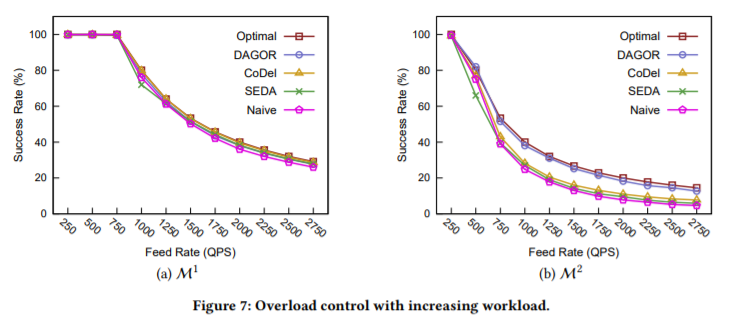 Success Rate (%)
100
80
60
40
20
0
Optimal
DAGOR
CoDel
SEDA
Naive
250 500 750 1000 1250 1500 1750 2000 2250 2500 2750
Feed Rate (QPS)
(a) M¹
Success Rate (%)
100
80
60
40
20
0
Optimal
DAGOR
CoDel
SEDA
Naive
250 500 750 1000 1250 1500 1750 2000 2250 2500 2750
Feed Rate (QPS)
(b) M²
Figure 7: Overload control with increasing workload.